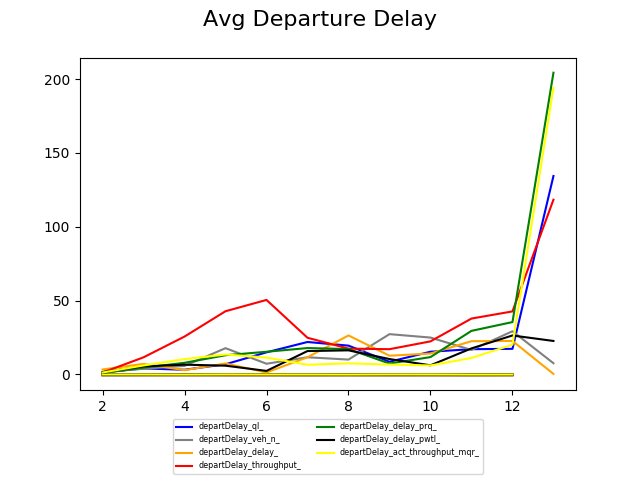 Avg Departure Delay
200
150
100
50
0
2 4 6 8 10 12
departDelay_ql_
departDelay_veh_n_
departDelay_delay_
departDelay_throughput_
departDelay_delay_prq_
departDelay_delay_pwtl_
departDelay_act_throughput_mqr_